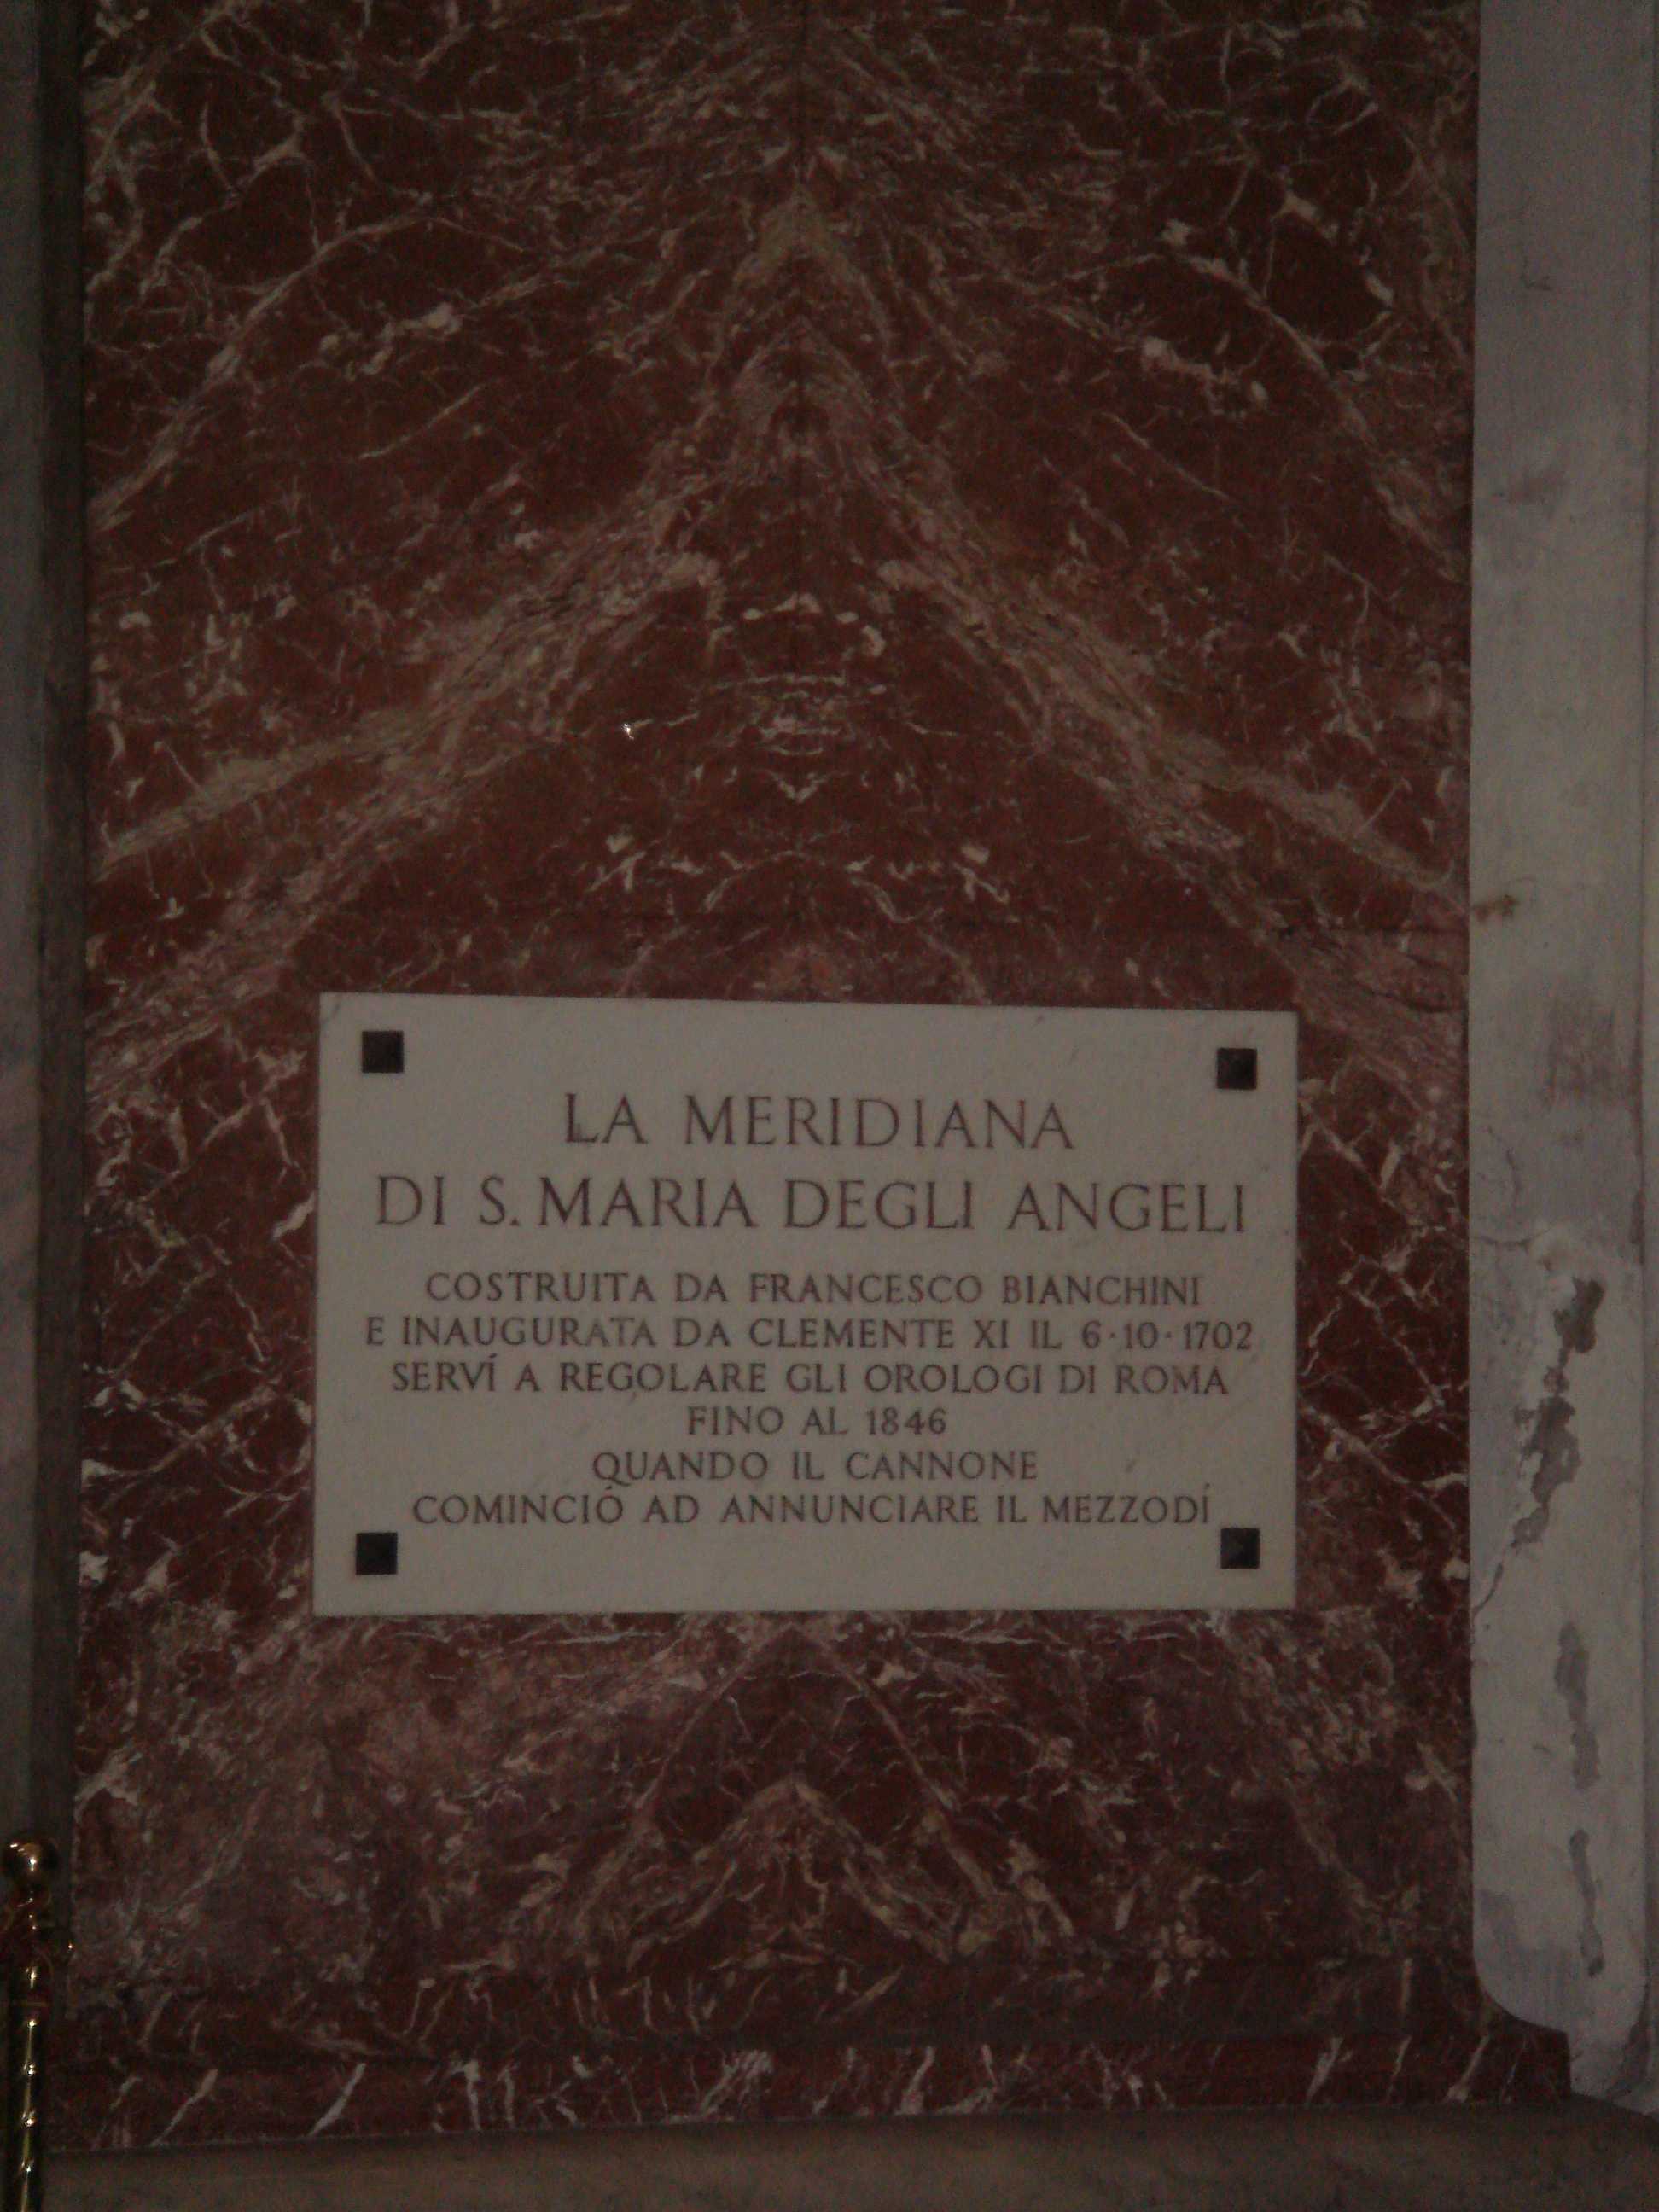 LA MERIDIANA
DI S. MARIA DEGLI ANGELI
COSTRUITA DA FRANCESCO BIANCHINI
E INAUGURATA DA CLEMENTE XI IL 6·10·1702
SERVÍ A REGOLARE GLI OROLOGI DI ROMA
FINO AL 1846
QUANDO IL CANNONE
COMINCIÓ AD ANNUNCIARE IL MEZZODÍ